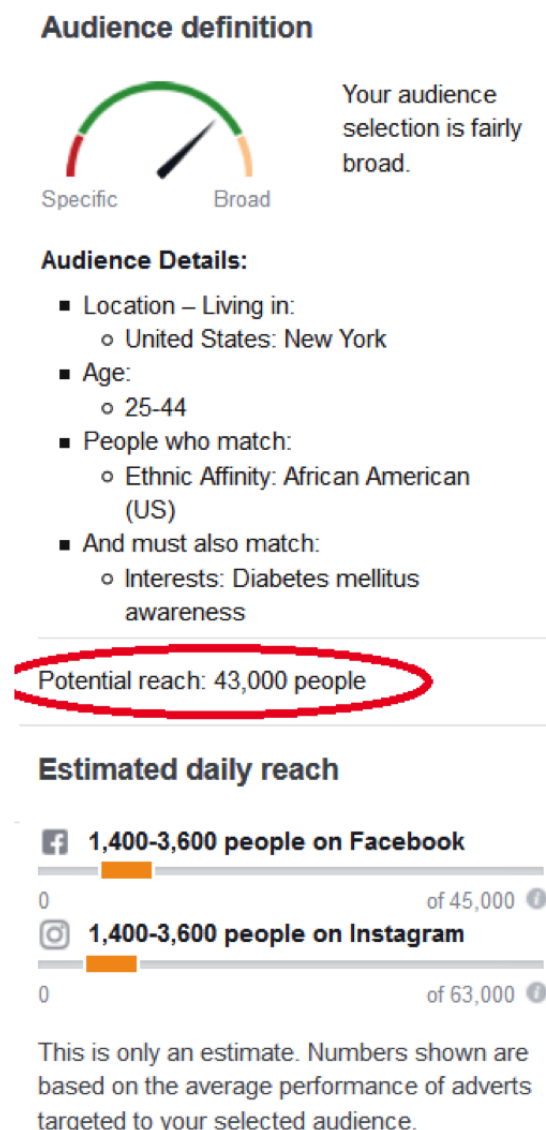 Audience definition
Your audience
selection is fairly
broad.
Specific Broad
Audience Details:
▪ Location – Living in:
○ United States: New York
▪ Age:
○ 25-44
▪ People who match:
○ Ethnic Affinity: African American
(US)
▪ And must also match:
○ Interests: Diabetes mellitus
awareness
Potential reach: 43,000 people
Estimated daily reach
1,400-3,600 people on Facebook
0 of 45,000
1,400-3,600 people on Instagram
0 of 63,000
This is only an estimate. Numbers shown are
based on the average performance of adverts
targeted to your selected audience.